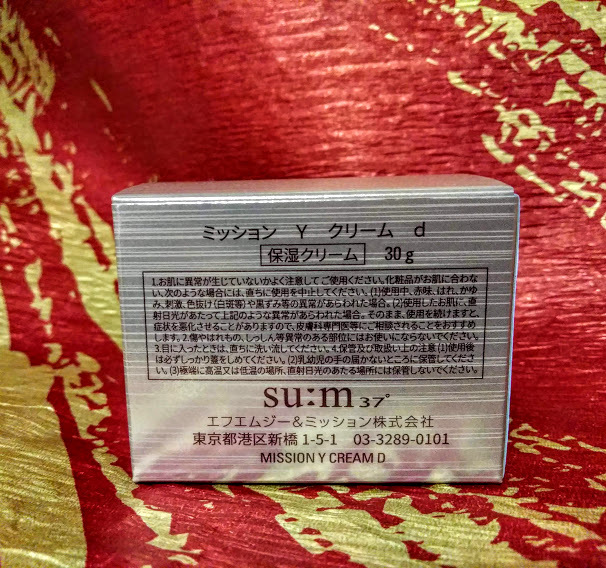 ミッション Y クリーム d
保湿クリーム 30g
1.お肌に異常が生じていないかよく注意してご使用ください。化粧品がお肌に合わな
い、次のような場合には、直ちに使用を中止してください。(1)使用中、赤味、はれ、かゆ
み、刺激、色抜け(白斑等)や黒ずみ等の異常があらわれた場合。(2)使用したお肌に、直
射日光があたって上記のような異常があらわれた場合。そのまま、使用を続けますと、
症状を悪化させることがありますので、皮膚科専門医等にご相談されることをおすすめ
します。2.傷やはれもの、しっしん等異常のある部位にはお使いにならないでください。
3.目に入ったときは、直ちに洗い流してください。4.保管及び取扱い上の注意(1)使用後
は必ずしっかり蓋をしめてください。(2)乳幼児の手の届かないところに保管してくださ
い。(3)極端に高温又は低温の場所、直射日光のあたる場所には保管しないでください。
su:m 37°
エフエムジー&ミッション株式会社
東京都港区新橋1-5-1 03-3289-0101
MISSION Y CREAM D